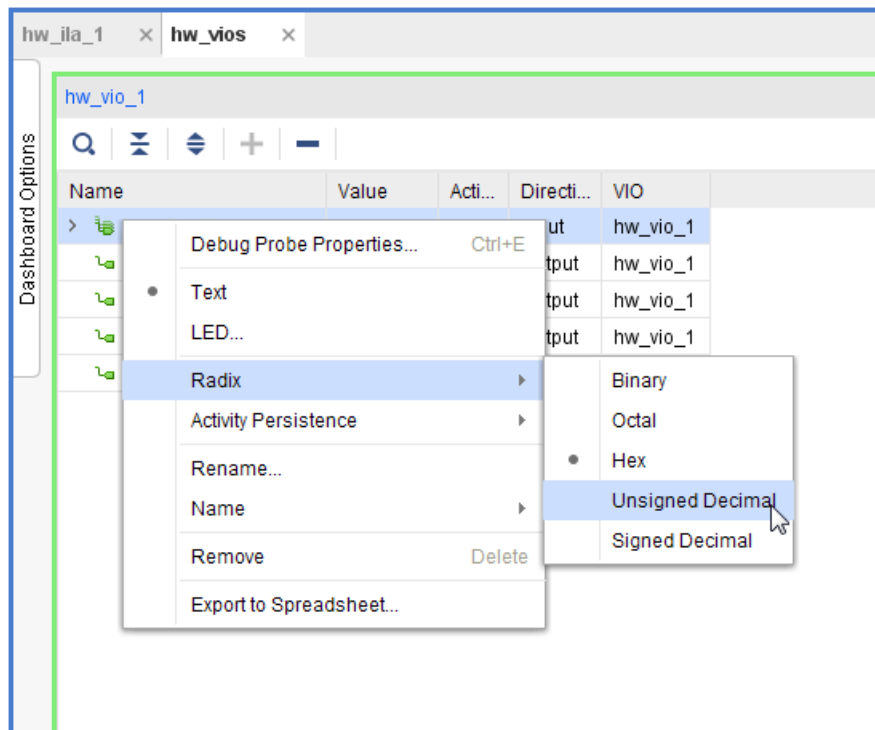 hw_ila_1 × hw_vios ×
Dashboard Options
hw_vio_1
Name Value Acti... Directi... VIO
ut hw_vio_1
tput hw_vio_1
tput hw_vio_1
tput hw_vio_1
Debug Probe Properties... Ctrl+E
Text
LED...
Radix
Activity Persistence
Rename...
Name
Remove Delete
Export to Spreadsheet...
Binary
Octal
Hex
Unsigned Decimal
Signed Decimal